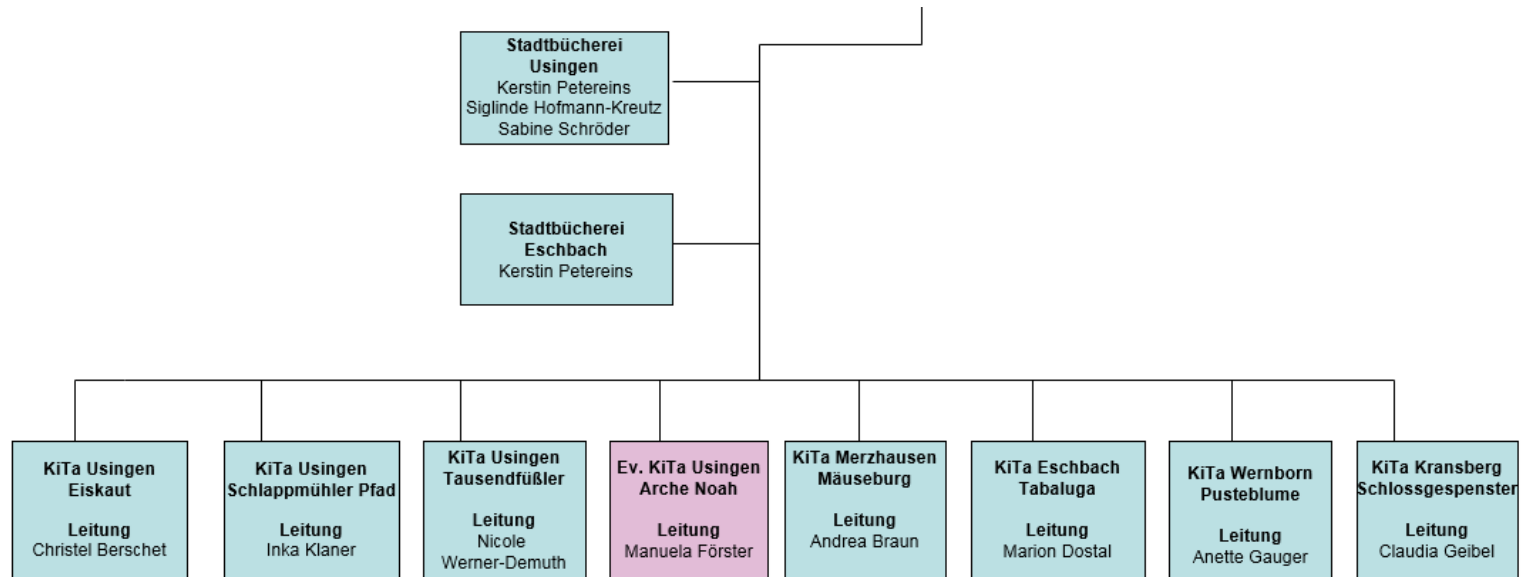 Stadtbücherei
Usingen
Kerstin Petereins
Siglinde Hofmann-Kreutz
Sabine Schröder
Stadtbücherei
Eschbach
Kerstin Petereins
KiTa Usingen
Eiskaut
Leitung
Christel Berschet
KiTa Usingen
Schlappmühler Pfad
Leitung
Inka Klaner
KiTa Usingen
Tausendfüßler
Leitung
Nicole
Werner-Demuth
Ev. KiTa Usingen
Arche Noah
Leitung
Manuela Förster
KiTa Merzhausen
Mäuseburg
Leitung
Andrea Braun
KiTa Eschbach
Tabaluga
Leitung
Marion Dostal
KiTa Wernborn
Pusteblume
Leitung
Anette Gauger
KiTa Kransberg
Schlossgespenster
Leitung
Claudia Geibel